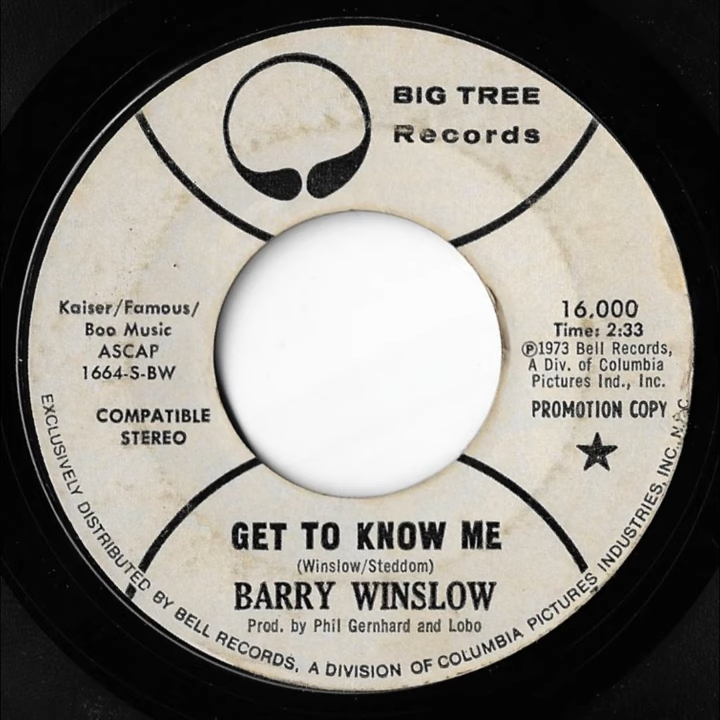 BIG TREE
Records
Kaiser/Famous/
Boo Music
ASCAP
1664-S-BW
COMPATIBLE
STEREO
16,000
Time: 2:33
Ⓟ1973 Bell Records,
A Div. of Columbia
Pictures Ind., Inc.
PROMOTION COPY
GET TO KNOW ME
(Winslow/Steddom)
BARRY WINSLOW
Prod. by Phil Gernhard and Lobo
EXCLUSIVELY DISTRIBUTED BY BELL RECORDS, A DIVISION OF COLUMBIA PICTURES INDUSTRIES, INC., N.Y.C.